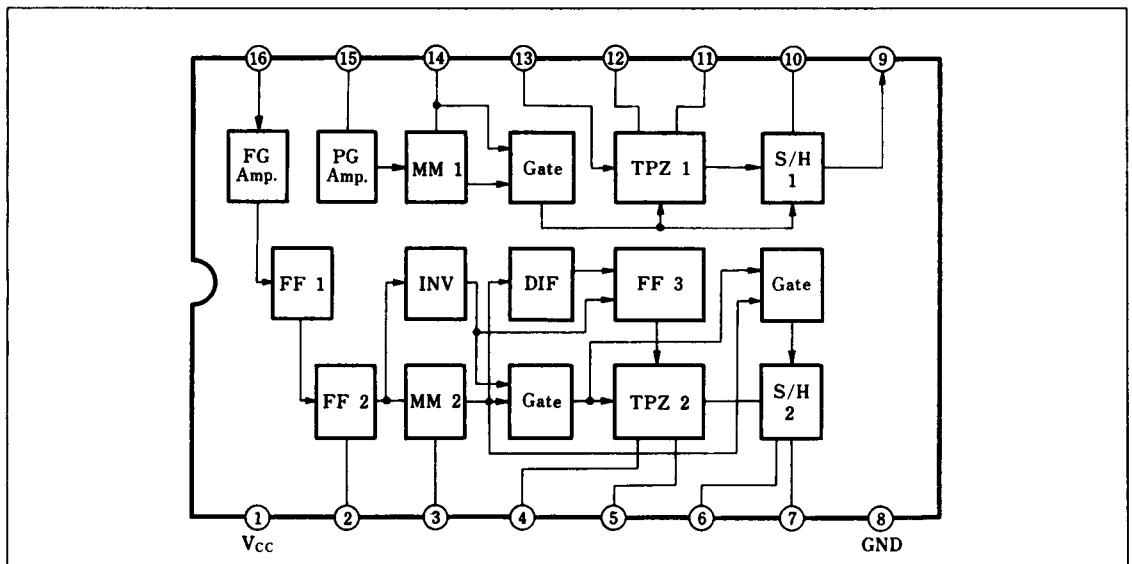 16 15 14 13 12 11 10 9
FG
Amp.
PG
Amp.
MM 1
Gate
TPZ 1
S/H
1
FF 1
INV
DIF
FF 3
Gate
FF 2
MM 2
Gate
TPZ 2
S/H
2
1 2 3 4 5 6 7 8
VCC GND